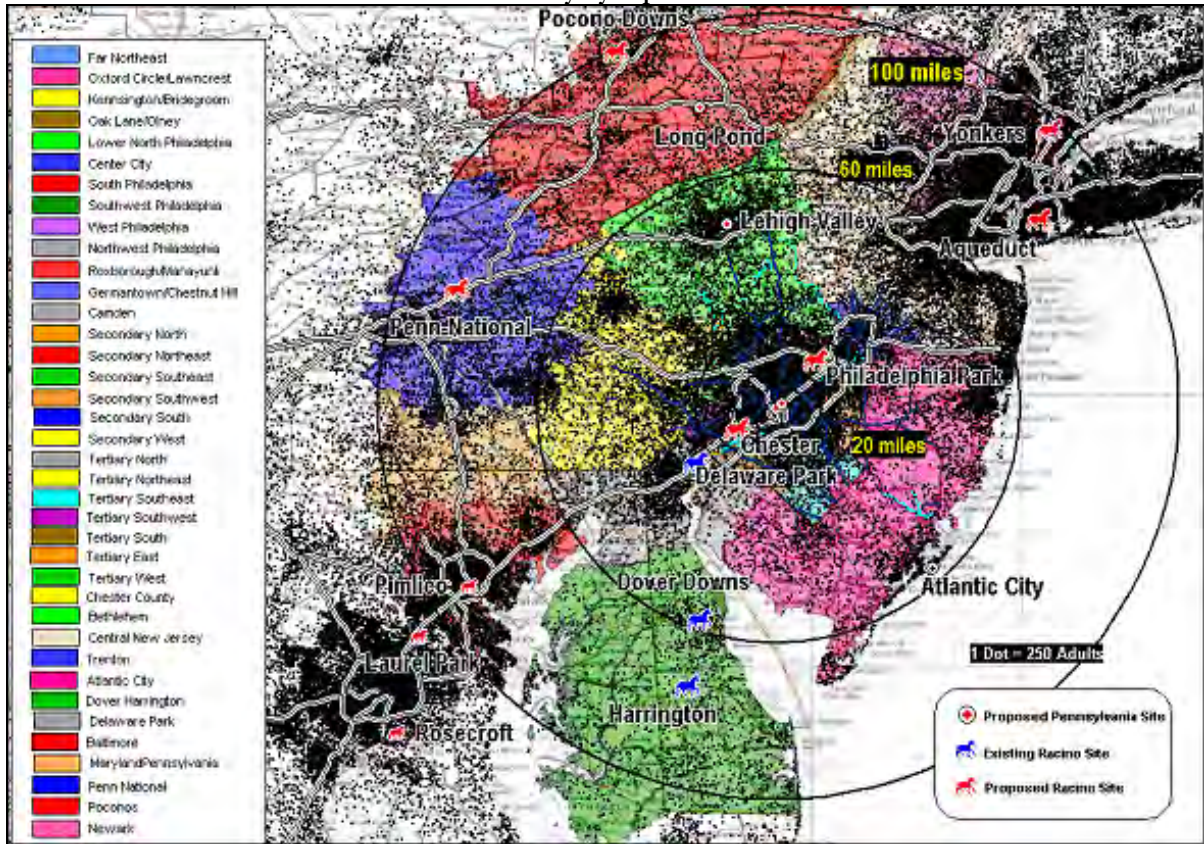 Far Northeast
Oxford Circle/Lawncrest
Kennsington/Bridegroom
Oak Lane/Olney
Lower North Philadelphia
Center City
South Philadelphia
Southwest Philadelphia
West Philadelphia
Northwest Philadelphia
Roxborough/Manayunk
Germantown/Chestnut Hill
Camden
Secondary North
Secondary Northeast
Secondary Southeast
Secondary Southwest
Secondary South
Secondary West
Tertiary North
Tertiary Northeast
Tertiary Southeast
Tertiary Southwest
Tertiary South
Tertiary East
Tertiary West
Chester County
Bethlehem
Central New Jersey
Trenton
Atlantic City
Dover Harrington
Delaware Park
Baltimore
MarylandPennsylvania
Penn National
Poconos
Newark
Pocono Downs
100 miles
Long Pond
Yonkers
60 miles
Lehigh Valley
Aqueduct
Penn National
Philadelphia Park
Chester
20 miles
Delaware Park
Pimlico
Dover Downs
Atlantic City
Laurel Park
Harrington
Rosecroft
1 Dot = 250 Adults
Proposed Pennsylvania Site
Existing Racino Site
Proposed Racino Site